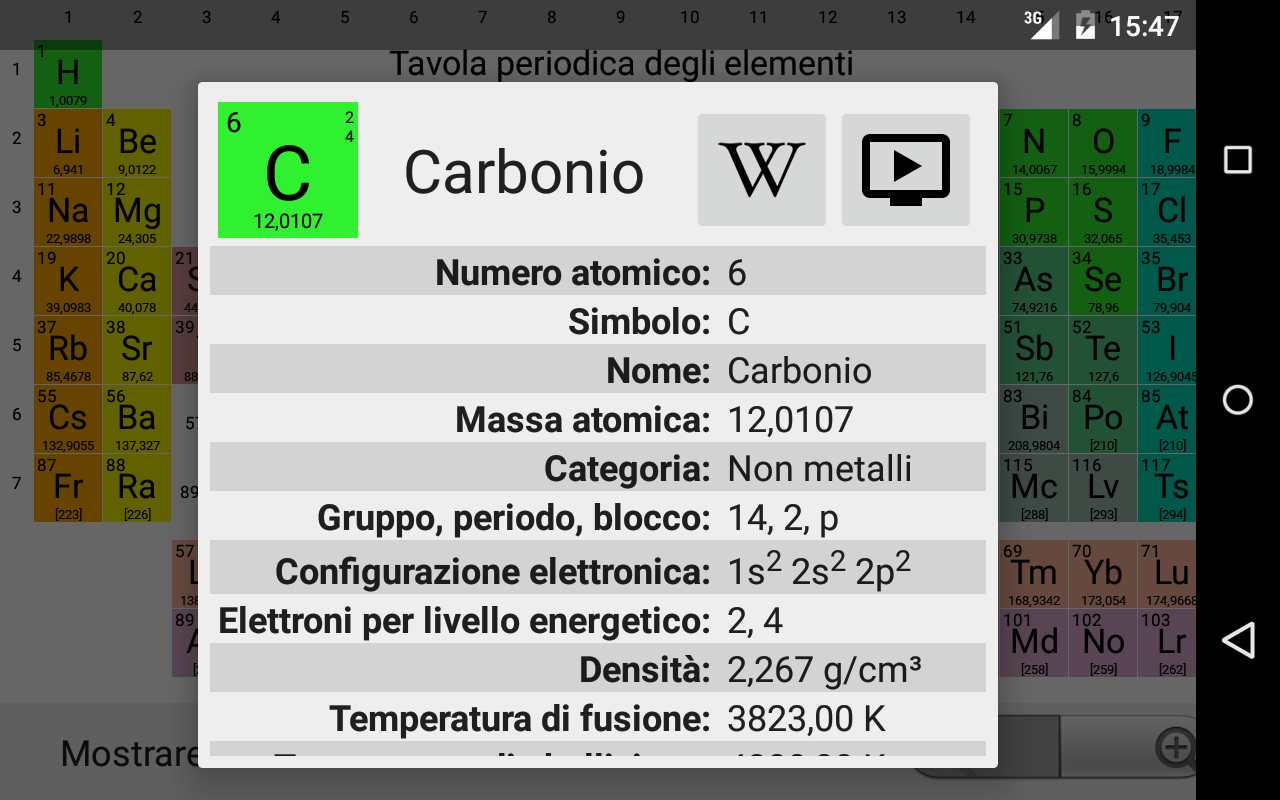 1 2 3 4 5 6 7 8 9 10 11 12 13 14 16 17
3G 15:47
Tavola periodica degli elementi
1
1 H 1,0079
2
3 Li 6,941
4 Be 9,0122
7 N 14,0067
8 O 15,9994
9 F 18,9984
3
11 Na 22,9898
12 Mg 24,305
15 P 30,9738
16 S 32,065
17 Cl 35,453
4
19 K 39,0983
20 Ca 40,078
21
33 As 74,9216
34 Se 78,96
35 Br 79,904
5
37 Rb 85,4678
38 Sr 87,62
39
51 Sb 121,76
52 Te 127,6
53 I 126,9045
6
55 Cs 132,9055
56 Ba 137,327
57
83 Bi 208,9804
84 Po [210]
85 At [210]
7
87 Fr [223]
88 Ra [226]
89
115 Mc [288]
116 Lv [293]
117 Ts [294]
57
69 Tm 168,9342
70 Yb 173,054
71 Lu 174,9668
89
101 Md [258]
102 No [259]
103 Lr [262]
6 2
4
C
12,0107
Carbonio
W
Numero atomico: 6
Simbolo: C
Nome: Carbonio
Massa atomica: 12,0107
Categoria: Non metalli
Gruppo, periodo, blocco: 14, 2, p
Configurazione elettronica: 1s² 2s² 2p²
Elettroni per livello energetico: 2, 4
Densità: 2,267 g/cm³
Temperatura di fusione: 3823,00 K
Mostrare